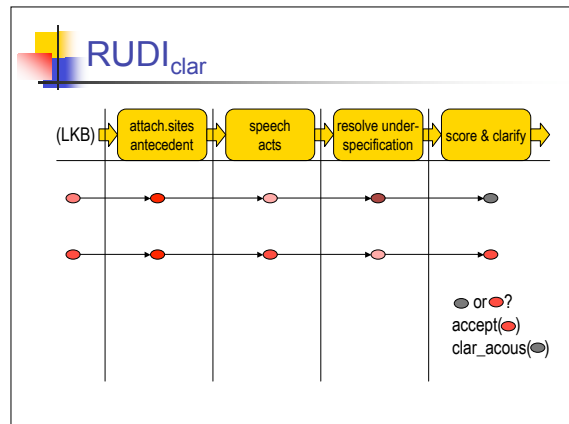 RUDIclar
(LKB)
attach.sites
antecedent
speech
acts
resolve under-
specification
score & clarify
or ?
accept( )
clar_acous( )